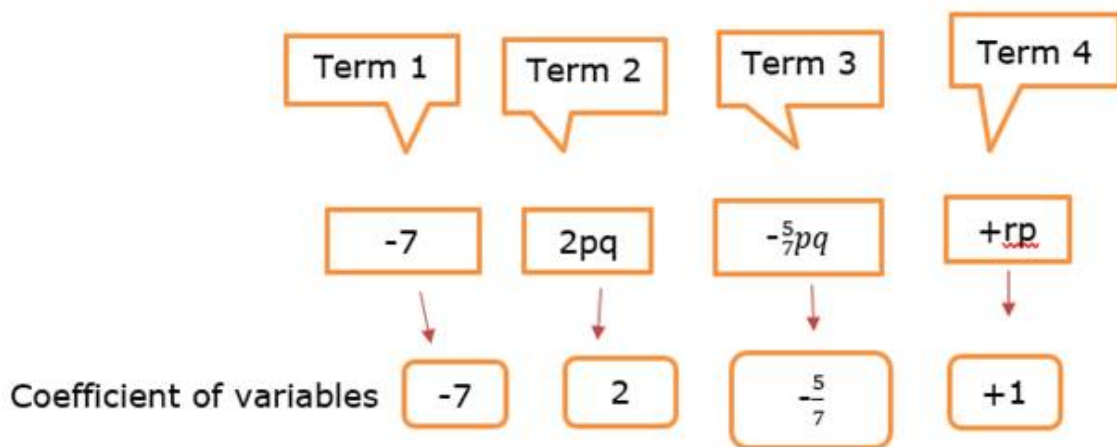 Term 1 Term 2 Term 3 Term 4
-7 2pq -5/7pq +rp
Coefficient of variables -7 2 -5/7 +1